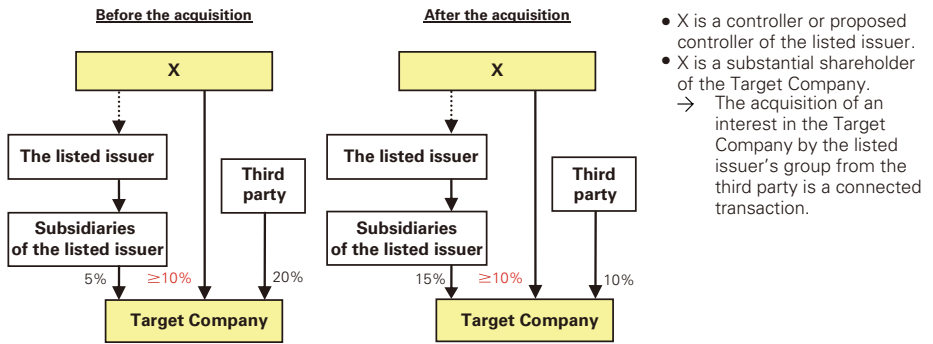 Before the acquisition
X
The listed issuer
Third
party
Subsidiaries
of the listed issuer
5%
≥10%
20%
Target Company
After the acquisition
X
The listed issuer
Third
party
Subsidiaries
of the listed issuer
15%
≥10%
10%
Target Company
• X is a controller or proposed
controller of the listed issuer.
• X is a substantial shareholder
of the Target Company.
→ The acquisition of an
interest in the Target
Company by the listed
issuer's group from the
third party is a connected
transaction.